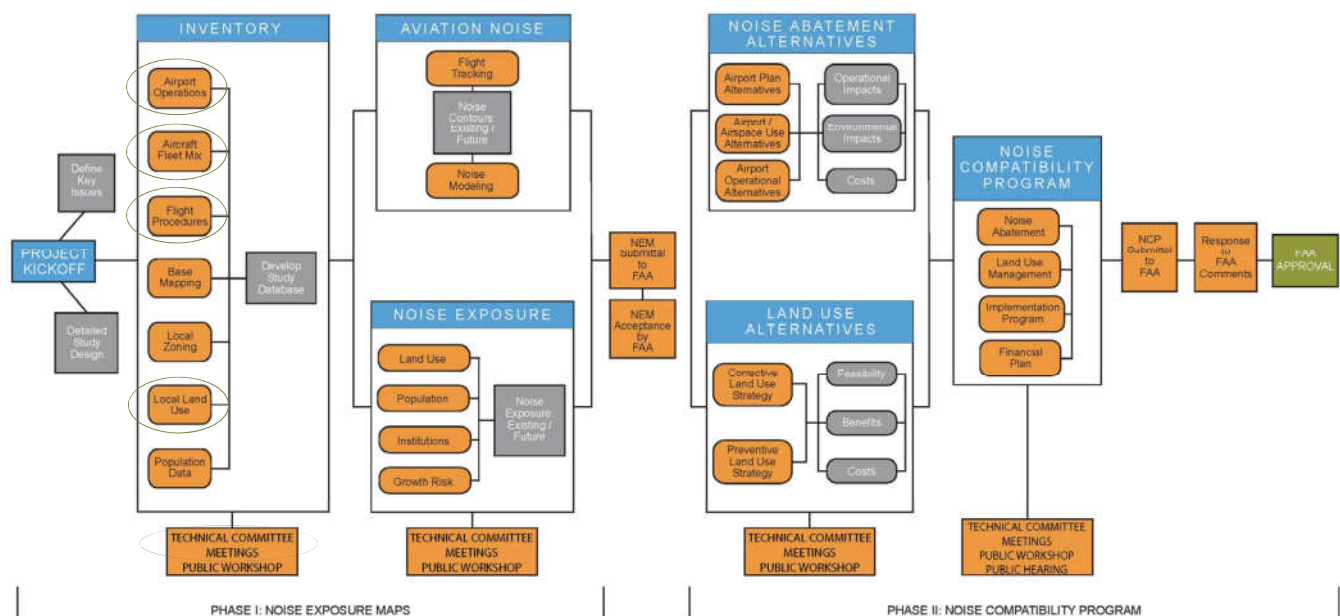 INVENTORY
Airport
Operations
Aircraft
Fleet Mix
Flight
Procedures
Base
Mapping
Local
Zoning
Local Land
Use
Population
Data
Define
Key
Issues
PROJECT
KICKOFF
Detailed
Study
Design
Develop
Study
Database
TECHNICAL COMMITTEE
MEETINGS
PUBLIC WORKSHOP
AVIATION NOISE
Flight
Tracking
Noise
Contours:
Existing /
Future
Noise
Modeling
NOISE EXPOSURE
Land Use
Population
Institutions
Growth Risk
Noise
Exposure:
Existing /
Future
TECHNICAL COMMITTEE
MEETINGS
PUBLIC WORKSHOP
NEM
Submittal
to
FAA
NEM
Acceptance
by
FAA
NOISE ABATEMENT
ALTERNATIVES
Airport Plan
Alternatives
Airport /
Airspace Use
Alternatives
Airport
Operational
Alternatives
Operational
Impacts
Environmental
Impacts
Costs
LAND USE
ALTERNATIVES
Corrective
Land Use
Strategy
Preventive
Land Use
Strategy
Feasibility
Benefits
Costs
TECHNICAL COMMITTEE
MEETINGS
PUBLIC WORKSHOP
NOISE
COMPATIBILITY
PROGRAM
Noise
Abatement
Land Use
Management
Implementation
Program
Financial
Plan
TECHNICAL COMMITTEE
MEETINGS
PUBLIC WORKSHOP
PUBLIC HEARING
NCP
Submittal
to
FAA
Response
to
FAA
Comments
FAA
APPROVAL
PHASE I: NOISE EXPOSURE MAPS
PHASE II: NOISE COMPATIBILITY PROGRAM